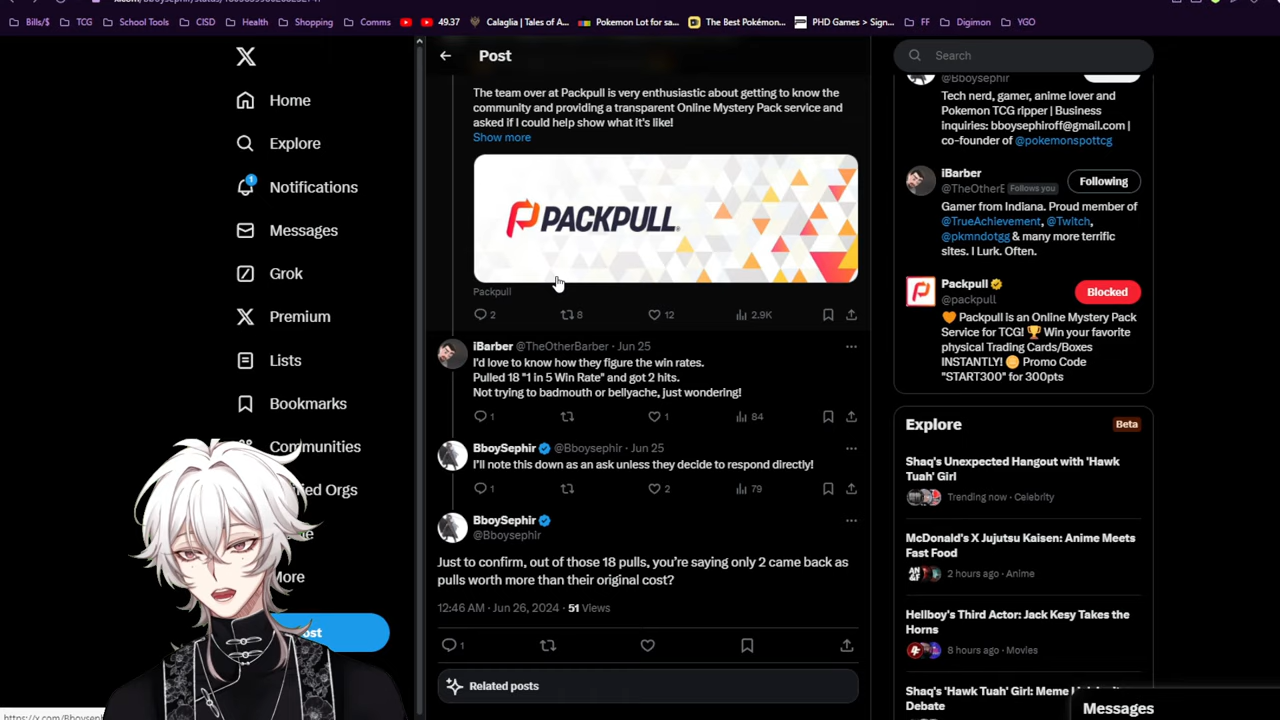 Bills/$
TCG
School Tools
CISD
Health
Shopping
Comms
49.37
Calaglia | Tales of A...
Pokemon Lot for sa...
The Best Pokémon...
PHD Games > Sign...
FF
Digimon
YGO
Home
Explore
1
Notifications
Messages
Grok
Premium
Lists
Bookmarks
Communities
Orgs
More
Post
The team over at Packpull is very enthusiastic about getting to know the
community and providing a transparent Online Mystery Pack service and
asked if I could help show what it's like!
Show more
PACKPULL
Packpull
2
8
12
2.9K
iBarber @TheOtherBarber · Jun 25
I'd love to know how they figure the win rates.
Pulled 18 "1 in 5 Win Rate" and got 2 hits.
Not trying to badmouth or bellyache, just wondering!
1
1
84
BboySephir @Bboysephir · Jun 25
I'll note this down as an ask unless they decide to respond directly!
1
2
79
BboySephir
@Bboysephir
Just to confirm, out of those 18 pulls, you're saying only 2 came back as
pulls worth more than their original cost?
12:46 AM · Jun 26, 2024 · 51 Views
1
Related posts
Search
@Bboysephir
Tech nerd, gamer, anime lover and
Pokemon TCG ripper | Business
inquiries: bboysephiroff@gmail.com |
co-founder of @pokemonspottcg
iBarber
@TheOtherE Follows you
Following
Gamer from Indiana. Proud member of
@TrueAchievement, @Twitch,
@pkmndotgg & many more terrific
sites. I Lurk. Often.
Packpull
@packpull
Blocked
🧡 Packpull is an Online Mystery Pack
Service for TCG! 🏆 Win your favorite
physical Trading Cards/Boxes
INSTANTLY! 🪙 Promo Code
"START300" for 300pts
Explore
Beta
Shaq's Unexpected Hangout with 'Hawk
Tuah' Girl
Trending now · Celebrity
McDonald's X Jujutsu Kaisen: Anime Meets
Fast Food
2 hours ago · Anime
Hellboy's Third Actor: Jack Kesy Takes the
Horns
8 hours ago · Movies
Shaq's 'Hawk Tuah' Girl: Meme
Debate
Messages